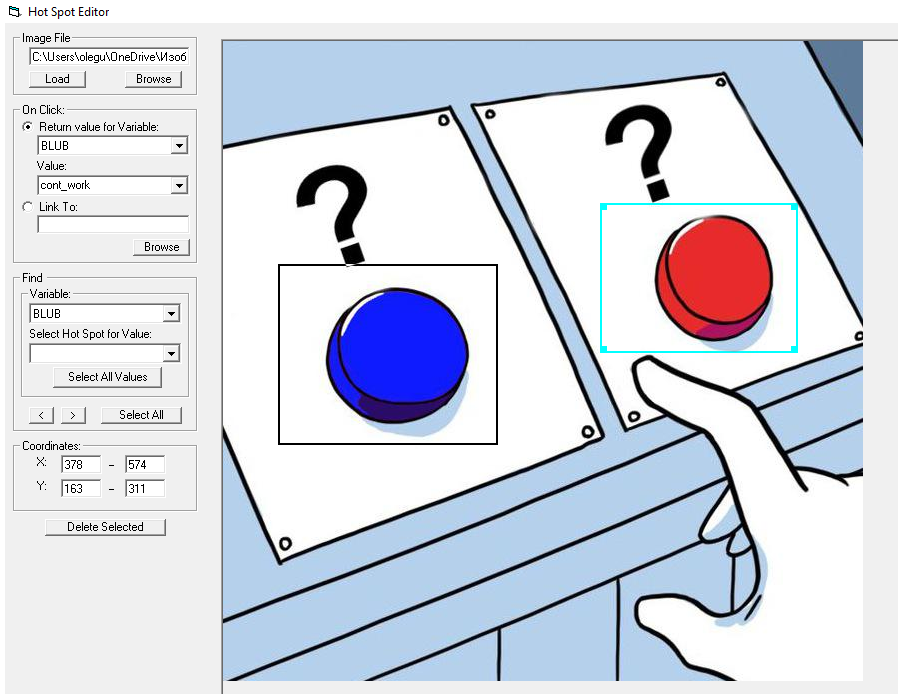 Hot Spot Editor
Image File
C:\Users\olegu\OneDrive\Изоб
Load
Browse
On Click:
Return value for Variable:
BLUB
Value:
cont_work
Link To:
Browse
Find
Variable:
BLUB
Select Hot Spot for Value:
Select All Values
< > Select All
Coordinates:
X: 378 - 574
Y: 163 - 311
Delete Selected
? ?